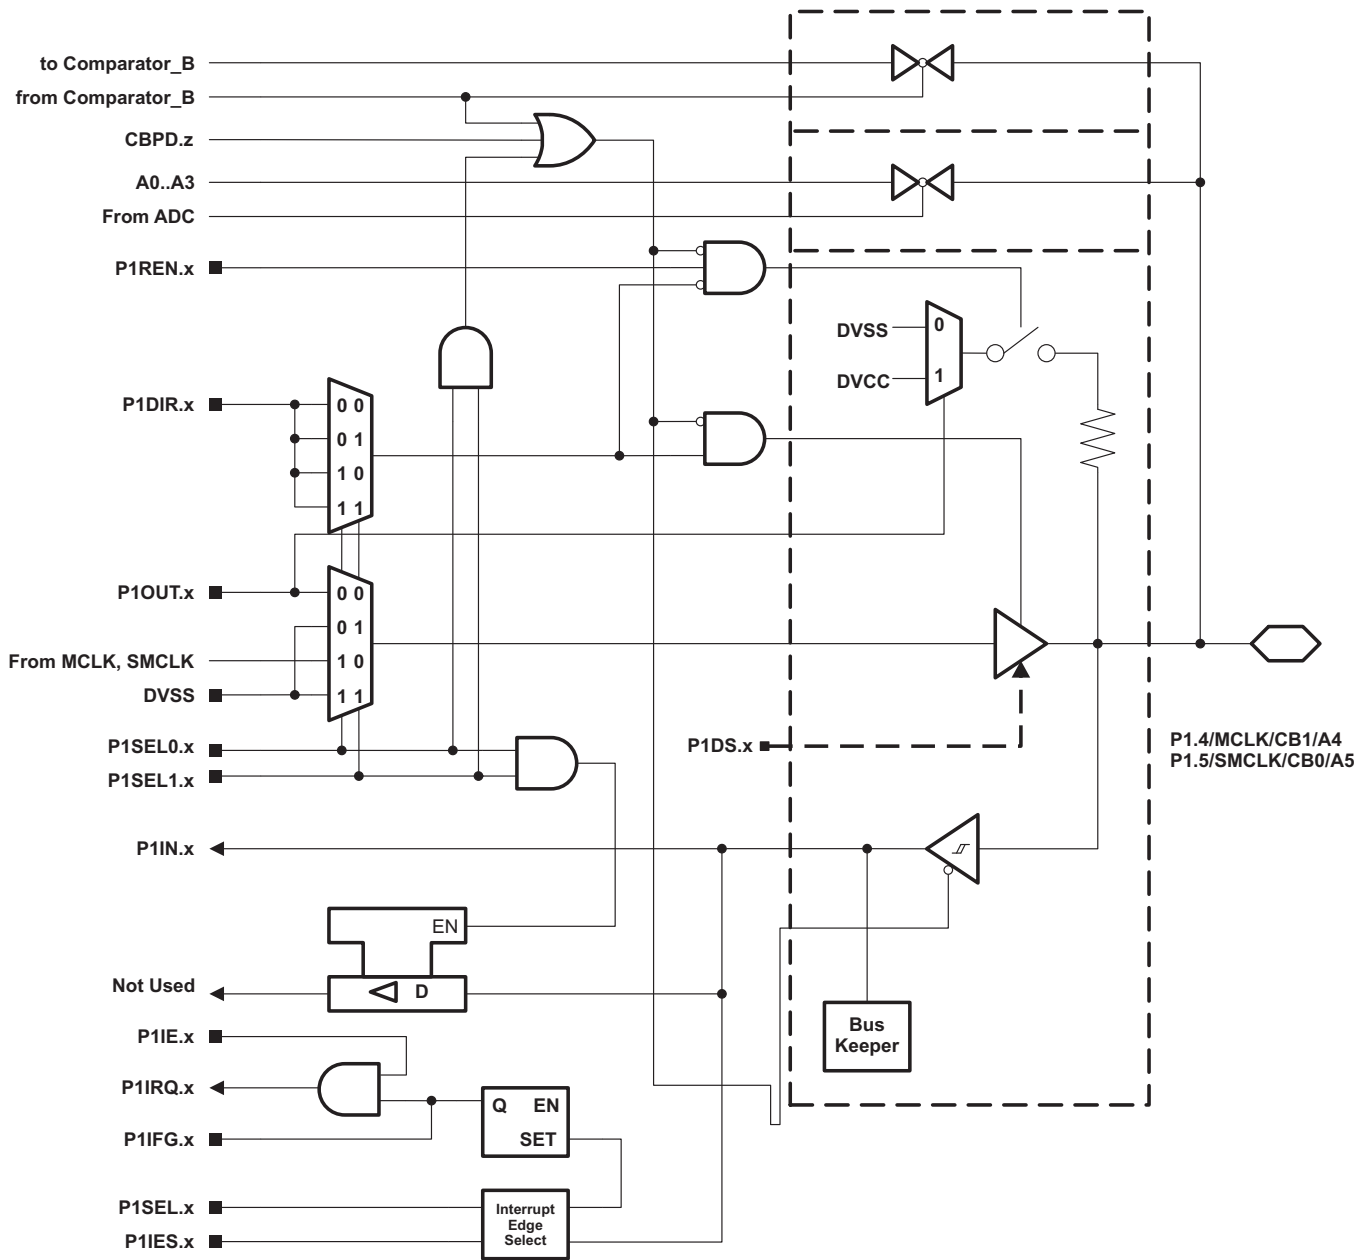 to Comparator_B
from Comparator_B
CBPD.z
A0..A3
From ADC
P1REN.x
DVSS
0
DVCC
1
P1DIR.x
0 0
0 1
1 0
1 1
P1OUT.x
0 0
0 1
From MCLK, SMCLK
1 0
DVSS
1 1
P1SEL0.x
P1SEL1.x
P1DS.x
P1.4/MCLK/CB1/A4
P1.5/SMCLK/CB0/A5
P1IN.x
EN
Not Used
D
P1IE.x
Bus
Keeper
P1IRQ.x
Q EN
SET
P1IFG.x
P1SEL.x
P1IES.x
Interrupt
Edge
Select